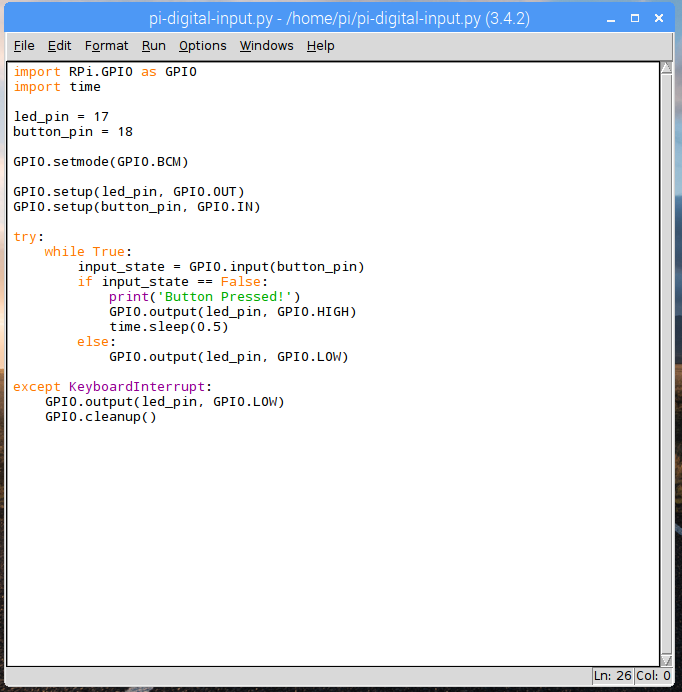 pi-digital-input.py - /home/pi/pi-digital-input.py (3.4.2)
File Edit Format Run Options Windows Help
import RPi.GPIO as GPIO
import time
led_pin = 17
button_pin = 18
GPIO.setmode(GPIO.BCM)
GPIO.setup(led_pin, GPIO.OUT)
GPIO.setup(button_pin, GPIO.IN)
try:
    while True:
        input_state = GPIO.input(button_pin)
        if input_state == False:
            print('Button Pressed!')
            GPIO.output(led_pin, GPIO.HIGH)
            time.sleep(0.5)
        else:
            GPIO.output(led_pin, GPIO.LOW)
except KeyboardInterrupt:
    GPIO.output(led_pin, GPIO.LOW)
    GPIO.cleanup()
Ln: 26 Col: 0